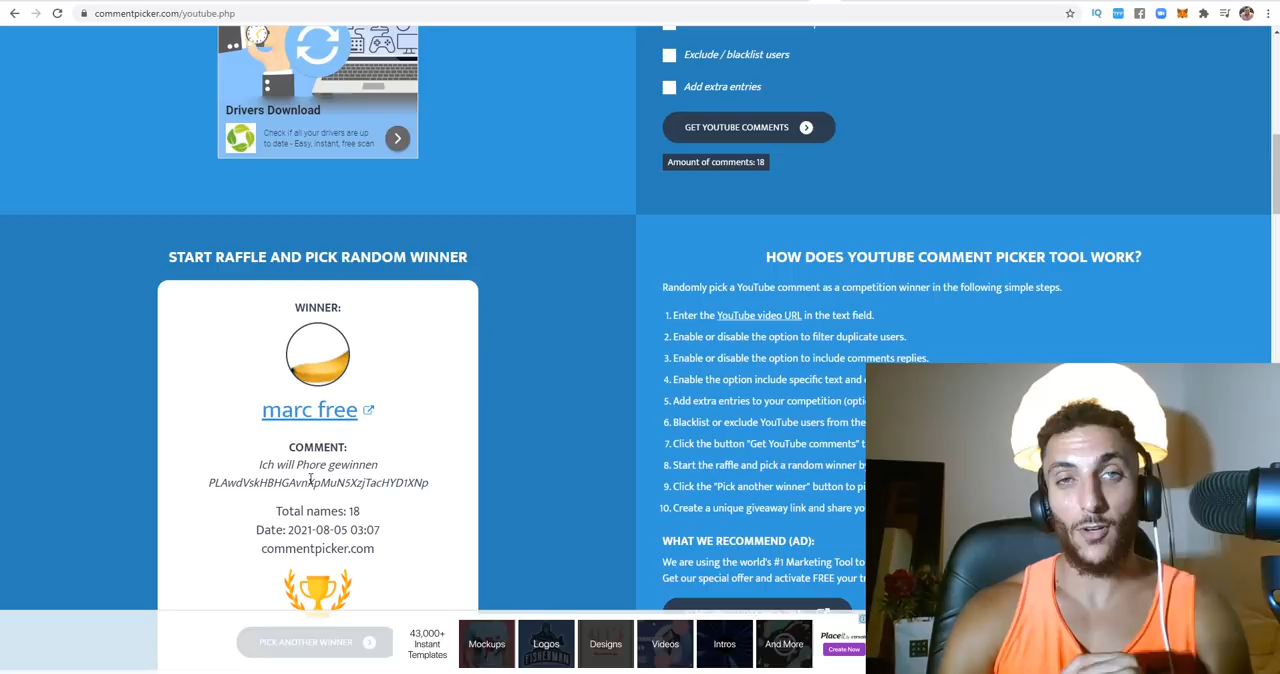 commentpicker.com/youtube.php
IQ
Exclude / blacklist users
Add extra entries
Drivers Download
Check if all your drivers are up
to date - Easy, instant, free scan
GET YOUTUBE COMMENTS
Amount of comments: 18
START RAFFLE AND PICK RANDOM WINNER
WINNER:
marc free
COMMENT:
Ich will Phore gewinnen
Total names: 18
Date: 2021-08-05 03:07
commentpicker.com
PICK ANOTHER WINNER
HOW DOES YOUTUBE COMMENT PICKER TOOL WORK?
Randomly pick a YouTube comment as a competition winner in the following simple steps.
1. Enter the YouTube video URL in the text field.
2. Enable or disable the option to filter duplicate users.
3. Enable or disable the option to include comments replies.
4. Enable the option include specific text and
5. Add extra entries to your competition
6. Blacklist or exclude YouTube users from the
7. Click the button "Get YouTube comments"
8. Start the raffle and pick a random winner
9. Click the "Pick another winner" button to
10. Create a unique giveaway link and share
WHAT WE RECOMMEND (AD):
We are using the world's #1 Marketing Tool to
Get our special offer and activate FREE your
43,000+
Instant
Templates
Mockups
Logos
Designs
Videos
Intros
And More
Placeit
Create Now